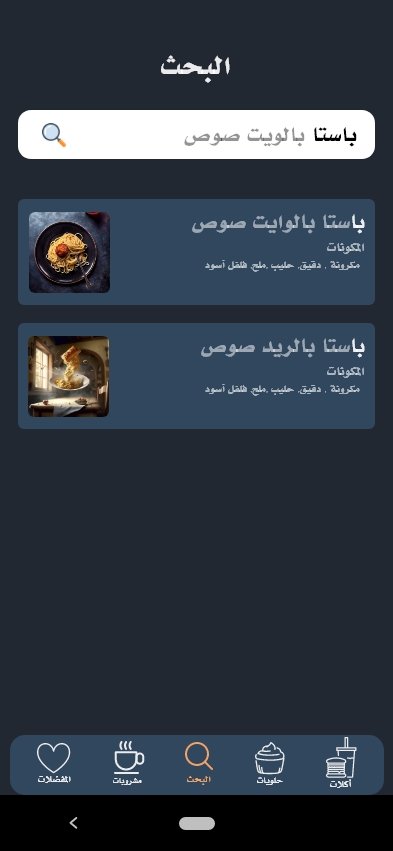 البحث
باستا بالويت صوص
باستا بالوايت صوص
المكونات
مكرونة , دقيق, حليب ,ملح, فلفل أسود
باستا بالريد صوص
المكونات
مكرونة , دقيق, حليب ,ملح, فلفل أسود
أكلات
حلويات
البحث
مشروبات
المفضلات